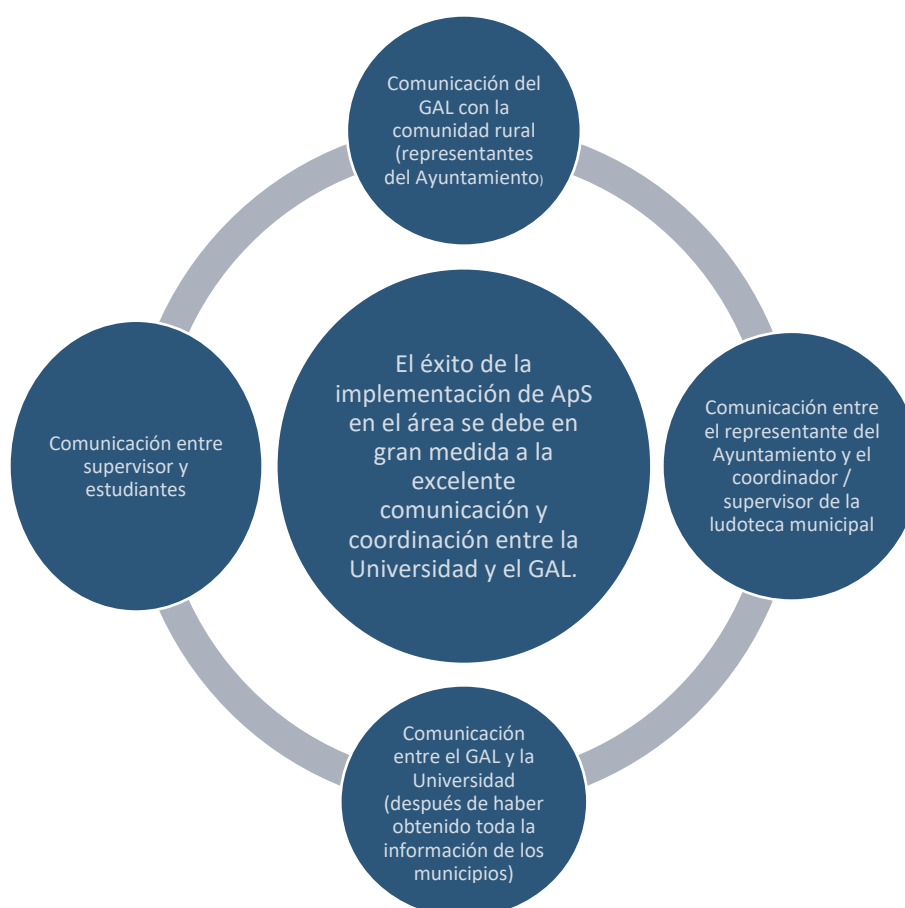 Comunicación del
GAL con la
comunidad rural
(representantes
del Ayuntamiento)
El éxito de la
implementación de ApS
en el área se debe en
gran medida a la
excelente
comunicación y
coordinación entre la
Universidad y el GAL.
Comunicación entre
el representante del
Ayuntamiento y el
coordinador /
supervisor de la
ludoteca municipal
Comunicación
entre el GAL y la
Universidad
(después de haber
obtenido toda la
información de los
municipios)
Comunicación entre
supervisor y
estudiantes